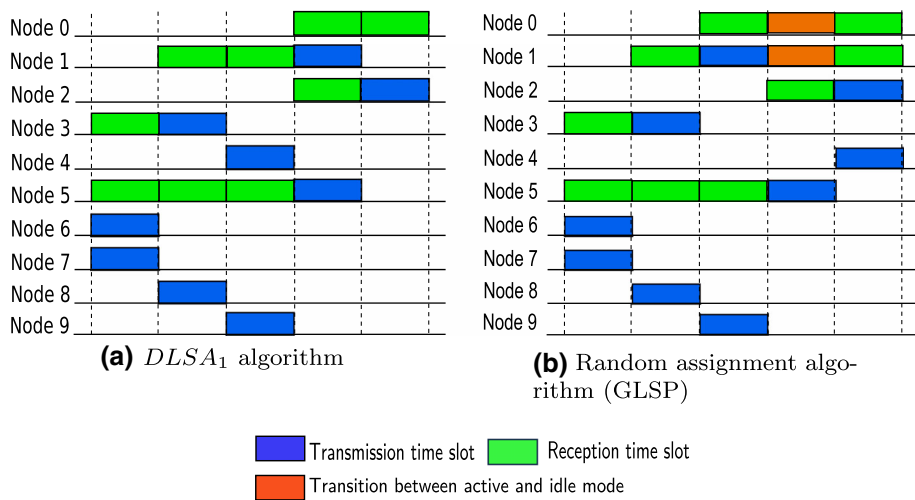 Node 0
Node 1
Node 2
Node 3
Node 4
Node 5
Node 6
Node 7
Node 8
Node 9
(a) DLSA₁ algorithm
Node 0
Node 1
Node 2
Node 3
Node 4
Node 5
Node 6
Node 7
Node 8
Node 9
(b) Random assignment algo-
rithm (GLSP)
Transmission time slot
Reception time slot
Transition between active and idle mode